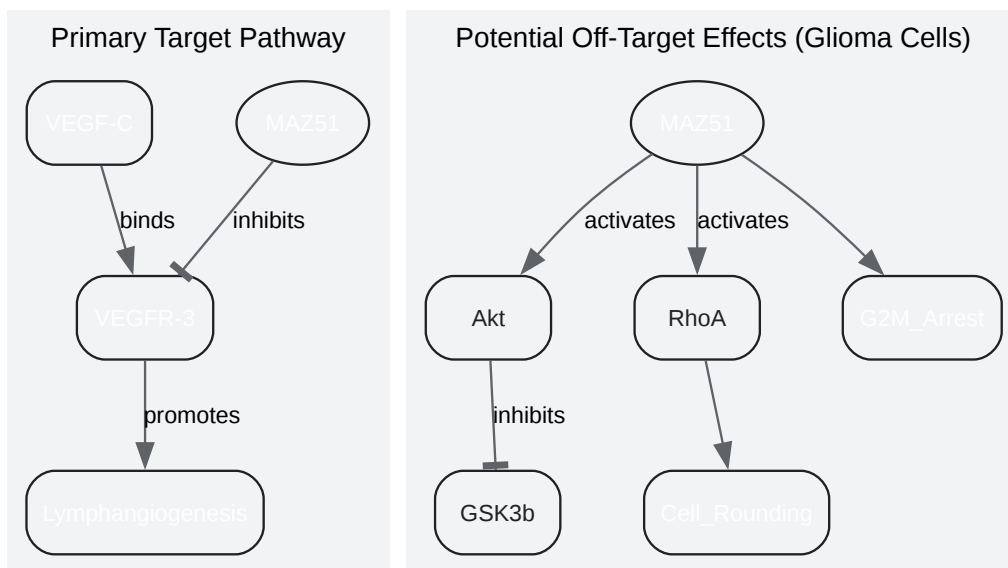 Primary Target Pathway
VEGF-C
MAZ51
binds
inhibits
VEGFR-3
promotes
Lymphangiogenesis
Potential Off-Target Effects (Glioma Cells)
MAZ51
activates
activates
Akt
RhoA
G2M_Arrest
inhibits
GSK3b
Cell_Rounding